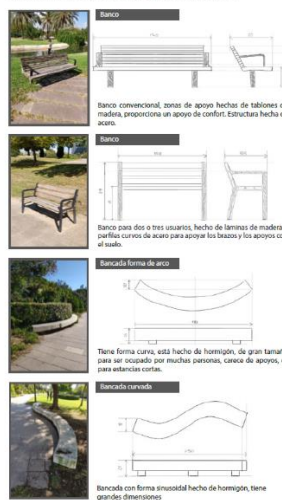 Banco
Banco convencional, zonas de apoyo hechas de tablones
madera, proporciona un apoyo de confort. Estructura hecha
acero.
Banco
Banco para dos o tres usuarios, hecho de láminas de madera
perfiles curvos de acero para apoyar los brazos y los apoyos
el suelo.
Bancada forma de arco
Tiene forma curva, está hecho de hormigón, de gran
para ser ocupado por muchas personas, carece de apoyos,
para estancias cortas.
Bancada curvada
Bancada con forma sinusoidal hecho de hormigón, tiene
grandes dimensiones